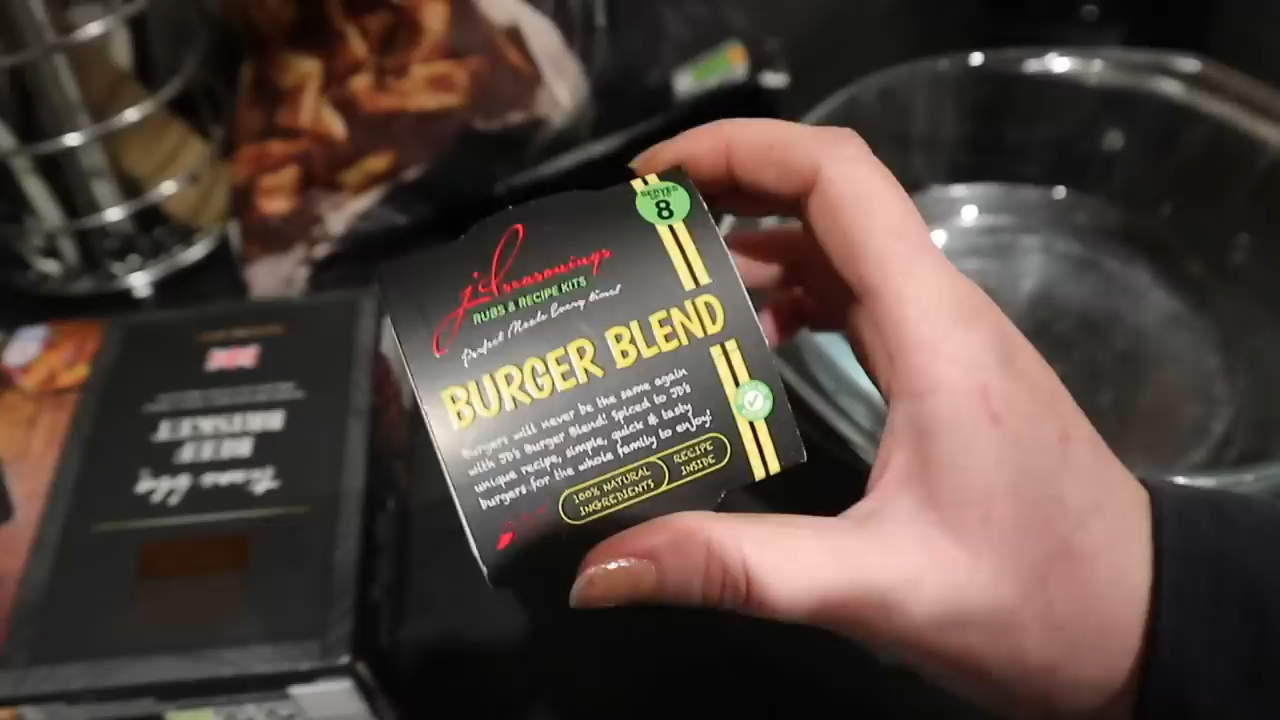 jd seasonings
RUBS & RECIPE KITS
Perfect Meals Every time!
SERVES
8
BURGER BLEND
Burgers will never be the same again
with JD's Burger Blend! Spiced to JD's
unique recipe, simple, quick & tasty
burgers for the whole family to enjoy!
100% NATURAL
INGREDIENTS
RECIPE
INSIDE
BEEF
BRISKET